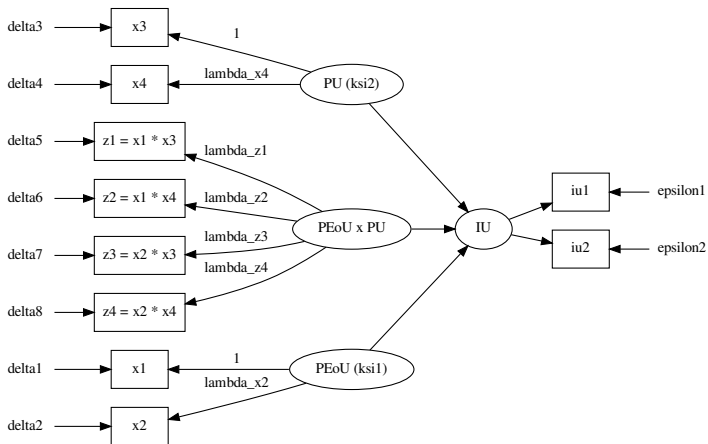 delta3
x3
1
delta4
x4
lambda_x4
PU (ksi2)
delta5
z1 = x1 * x3
lambda_z1
delta6
z2 = x1 * x4
lambda_z2
iu1
epsilon1
PEoU x PU
IU
delta7
z3 = x2 * x3
lambda_z3
iu2
epsilon2
lambda_z4
delta8
z4 = x2 * x4
delta1
x1
1
PEoU (ksi1)
lambda_x2
delta2
x2